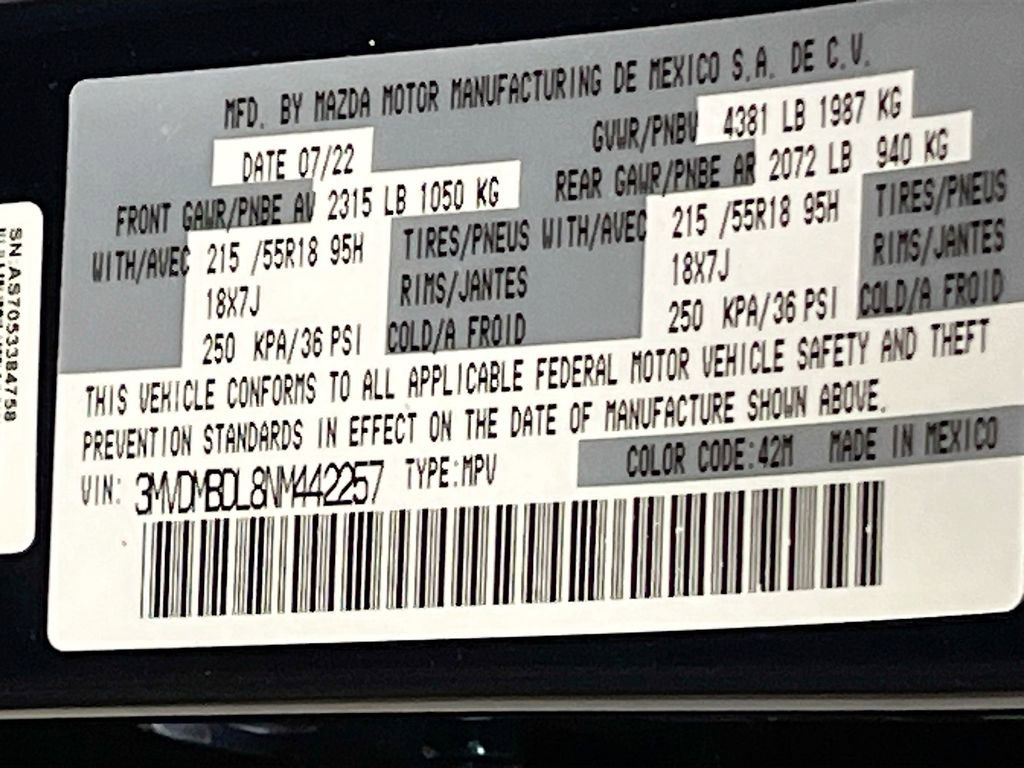 MFD. BY MAZDA MOTOR MANUFACTURING DE MEXICO S.A. DE C.V.
DATE 07/22
GVWR/PNBV 4381 LB 1987 KG
FRONT GAWR/PNBE AV 2315 LB 1050 KG
REAR GAWR/PNBE AR 2072 LB 940 KG
WITH/AVEC 215 /55R18 95H TIRES/PNEUS
18X7J RIMS/JANTES
250 KPA/36 PSI COLD/A FROID
WITH/AVEC 215 /55R18 95H TIRES/PNEUS
18X7J RIMS/JANTES
250 KPA/36 PSI COLD/A FROID
THIS VEHICLE CONFORMS TO ALL APPLICABLE FEDERAL MOTOR VEHICLE SAFETY AND THEFT
PREVENTION STANDARDS IN EFFECT ON THE DATE OF MANUFACTURE SHOWN ABOVE.
VIN: 3MVDMBDL8NM442257 TYPE:MPV
COLOR CODE:42M MADE IN MEXICO
SN-AS7053384758